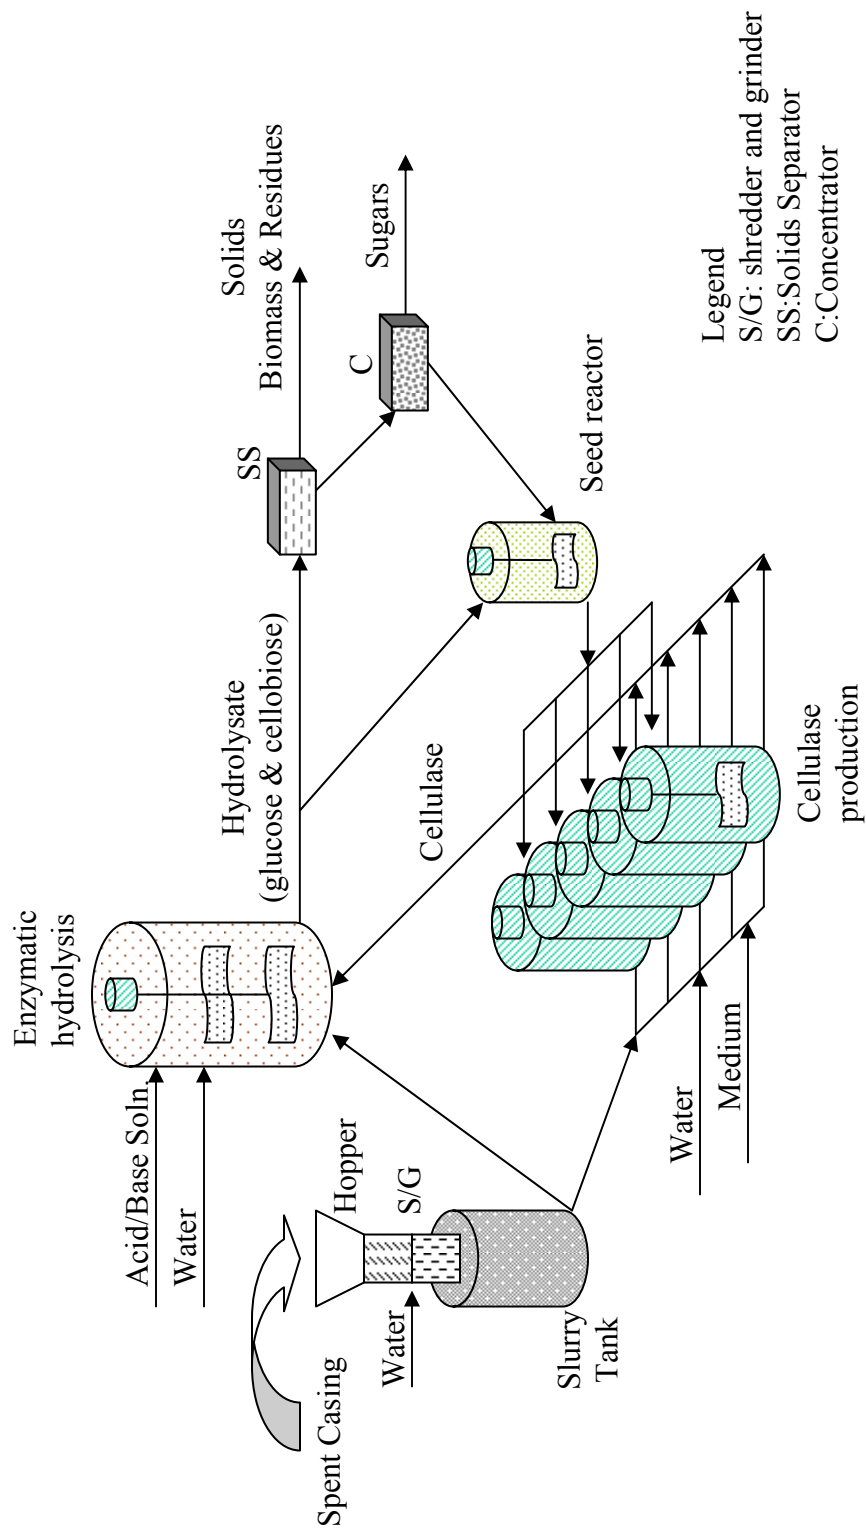 Enzymatic
hydrolysis
Acid/Base Soln.
Water
Spent Casing
Hopper
S/G
Water
Slurry
Tank
Hydrolysate
(glucose & cellobiose)
SS
Solids
Biomass & Residues
C
Sugars
Cellulase
Seed reactor
Water
Medium
Cellulase
production
Legend
S/G: shredder and grinder
SS:Solids Separator
C:Concentrator